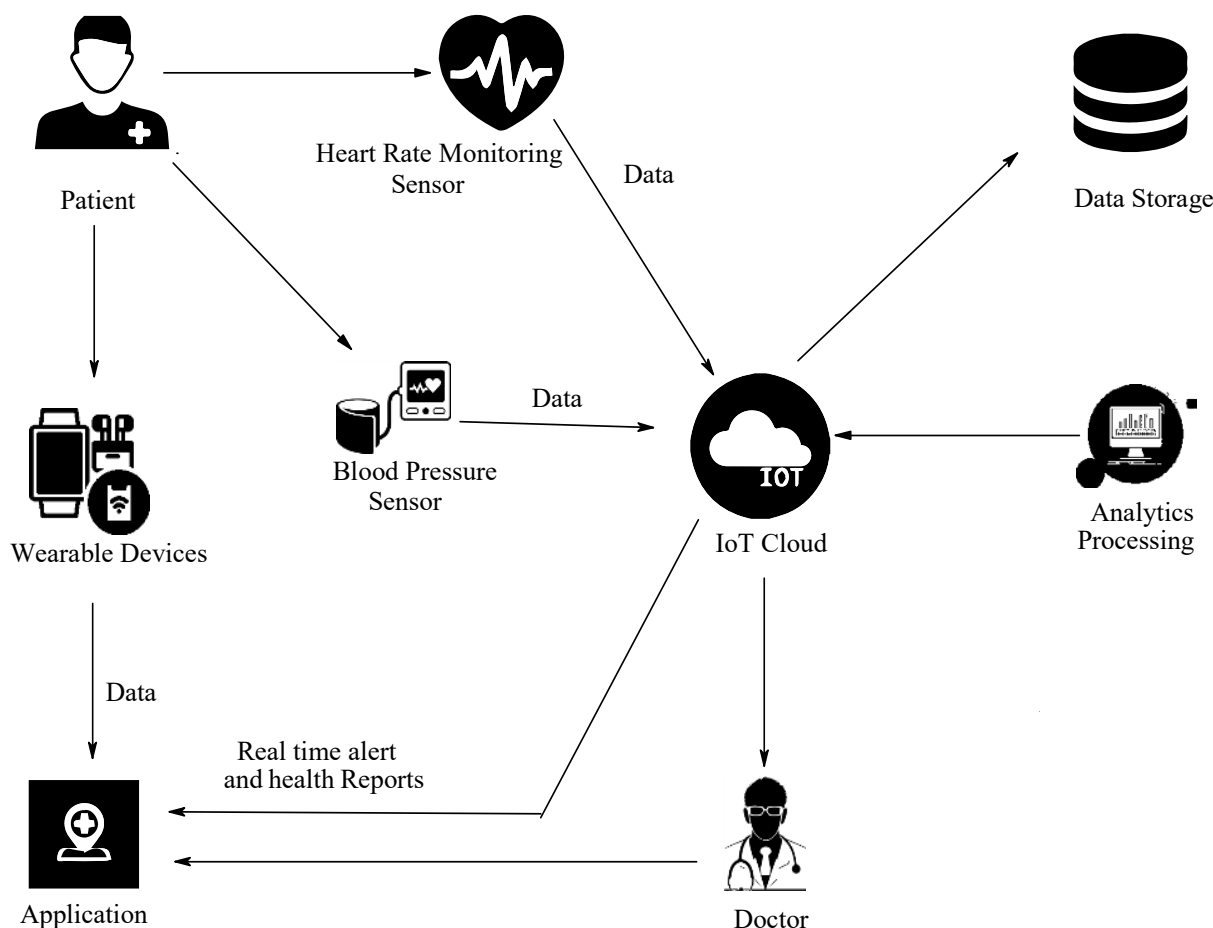 Heart Rate Monitoring
Sensor
Data
Patient
Data Storage
Data
Blood Pressure
Sensor
IOT
IoT Cloud
Analytics
Processing
Wearable Devices
Data
Real time alert
and health Reports
Application
Doctor